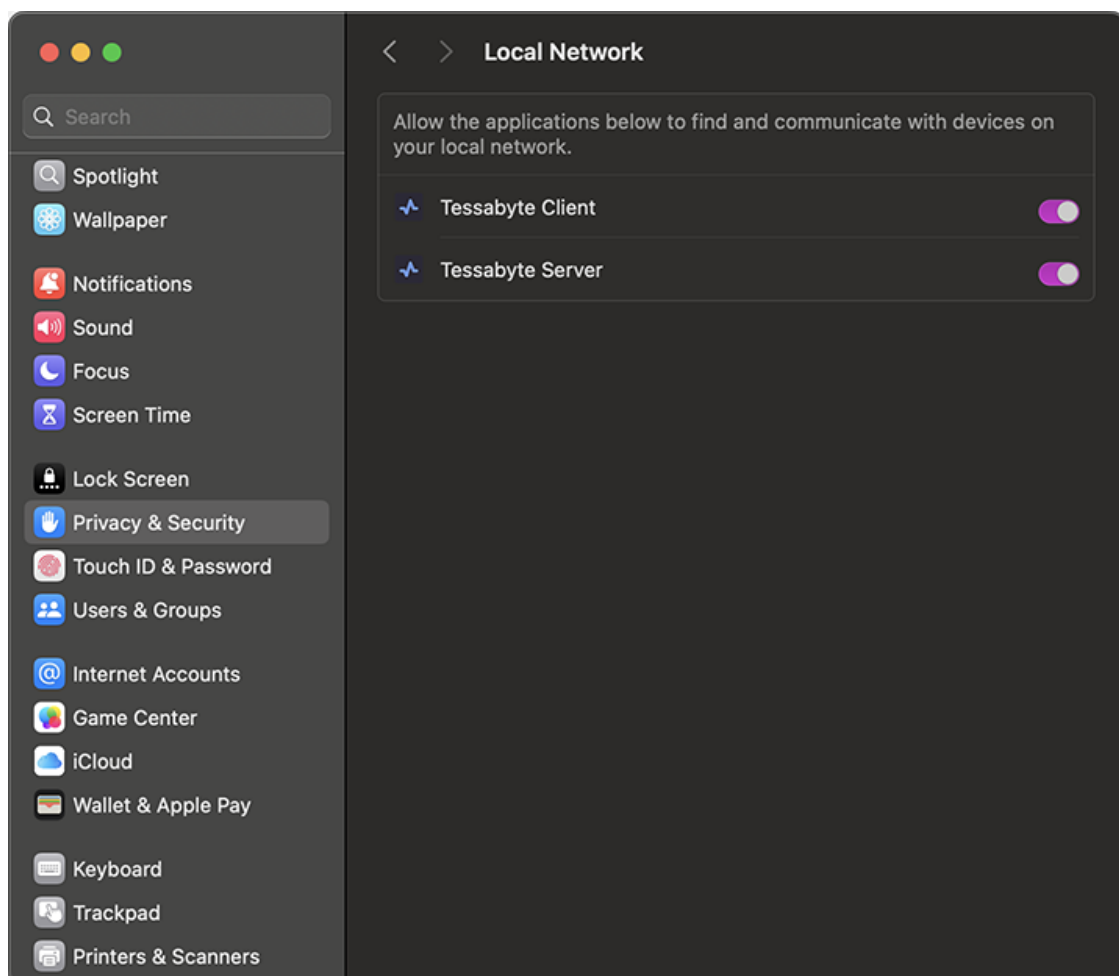 Search
Spotlight
Wallpaper
Notifications
Sound
Focus
Screen Time
Lock Screen
Privacy & Security
Touch ID & Password
Users & Groups
Internet Accounts
Game Center
iCloud
Wallet & Apple Pay
Keyboard
Trackpad
Printers & Scanners
Local Network
Allow the applications below to find and communicate with devices on
your local network.
Tessabyte Client
Tessabyte Server